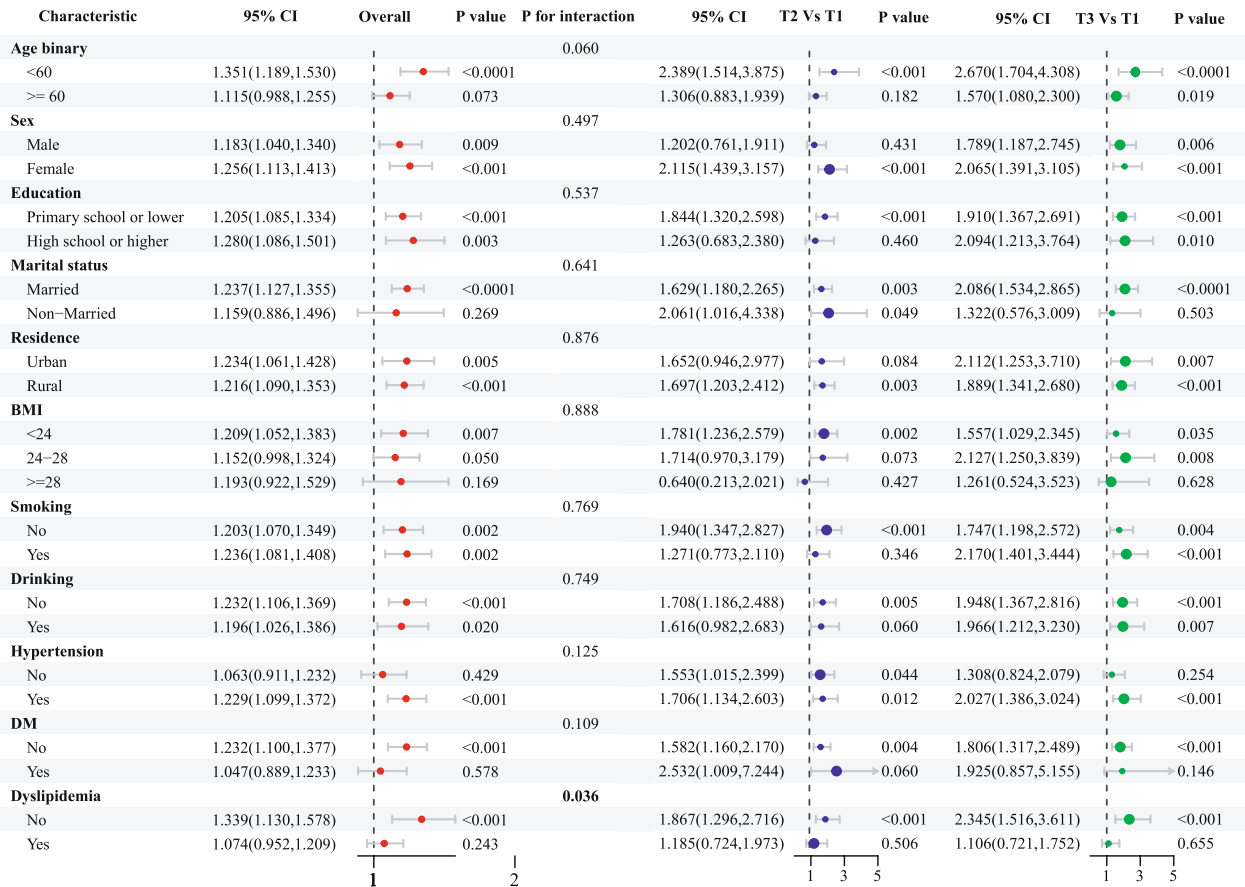 Characteristic 95% CI Overall P value P for interaction 95% CI T2 Vs T1 P value 95% CI T3 Vs T1 P value
Age binary 0.060
<60 1.351(1.189,1.530) <0.0001 2.389(1.514,3.875) <0.001 2.670(1.704,4.308) <0.0001
>= 60 1.115(0.988,1.255) 0.073 1.306(0.883,1.939) 0.182 1.570(1.080,2.300) 0.019
Sex 0.497
Male 1.183(1.040,1.340) 0.009 1.202(0.761,1.911) 0.431 1.789(1.187,2.745) 0.006
Female 1.256(1.113,1.413) <0.001 2.115(1.439,3.157) <0.001 2.065(1.391,3.105) <0.001
Education 0.537
Primary school or lower 1.205(1.085,1.334) <0.001 1.844(1.320,2.598) <0.001 1.910(1.367,2.691) <0.001
High school or higher 1.280(1.086,1.501) 0.003 1.263(0.683,2.380) 0.460 2.094(1.213,3.764) 0.010
Marital status 0.641
Married 1.237(1.127,1.355) <0.0001 1.629(1.180,2.265) 0.003 2.086(1.534,2.865) <0.0001
Non−Married 1.159(0.886,1.496) 0.269 2.061(1.016,4.338) 0.049 1.322(0.576,3.009) 0.503
Residence 0.876
Urban 1.234(1.061,1.428) 0.005 1.652(0.946,2.977) 0.084 2.112(1.253,3.710) 0.007
Rural 1.216(1.090,1.353) <0.001 1.697(1.203,2.412) 0.003 1.889(1.341,2.680) <0.001
BMI 0.888
<24 1.209(1.052,1.383) 0.007 1.781(1.236,2.579) 0.002 1.557(1.029,2.345) 0.035
24−28 1.152(0.998,1.324) 0.050 1.714(0.970,3.179) 0.073 2.127(1.250,3.839) 0.008
>=28 1.193(0.922,1.529) 0.169 0.640(0.213,2.021) 0.427 1.261(0.524,3.523) 0.628
Smoking 0.769
No 1.203(1.070,1.349) 0.002 1.940(1.347,2.827) <0.001 1.747(1.198,2.572) 0.004
Yes 1.236(1.081,1.408) 0.002 1.271(0.773,2.110) 0.346 2.170(1.401,3.444) <0.001
Drinking 0.749
No 1.232(1.106,1.369) <0.001 1.708(1.186,2.488) 0.005 1.948(1.367,2.816) <0.001
Yes 1.196(1.026,1.386) 0.020 1.616(0.982,2.683) 0.060 1.966(1.212,3.230) 0.007
Hypertension 0.125
No 1.063(0.911,1.232) 0.429 1.553(1.015,2.399) 0.044 1.308(0.824,2.079) 0.254
Yes 1.229(1.099,1.372) <0.001 1.706(1.134,2.603) 0.012 2.027(1.386,3.024) <0.001
DM 0.109
No 1.232(1.100,1.377) <0.001 1.582(1.160,2.170) 0.004 1.806(1.317,2.489) <0.001
Yes 1.047(0.889,1.233) 0.578 2.532(1.009,7.244) 0.060 1.925(0.857,5.155) 0.146
Dyslipidemia 0.036
No 1.339(1.130,1.578) <0.001 1.867(1.296,2.716) <0.001 2.345(1.516,3.611) <0.001
Yes 1.074(0.952,1.209) 0.243 1.185(0.724,1.973) 0.506 1.106(0.721,1.752) 0.655
1 2 1 3 5 1 3 5